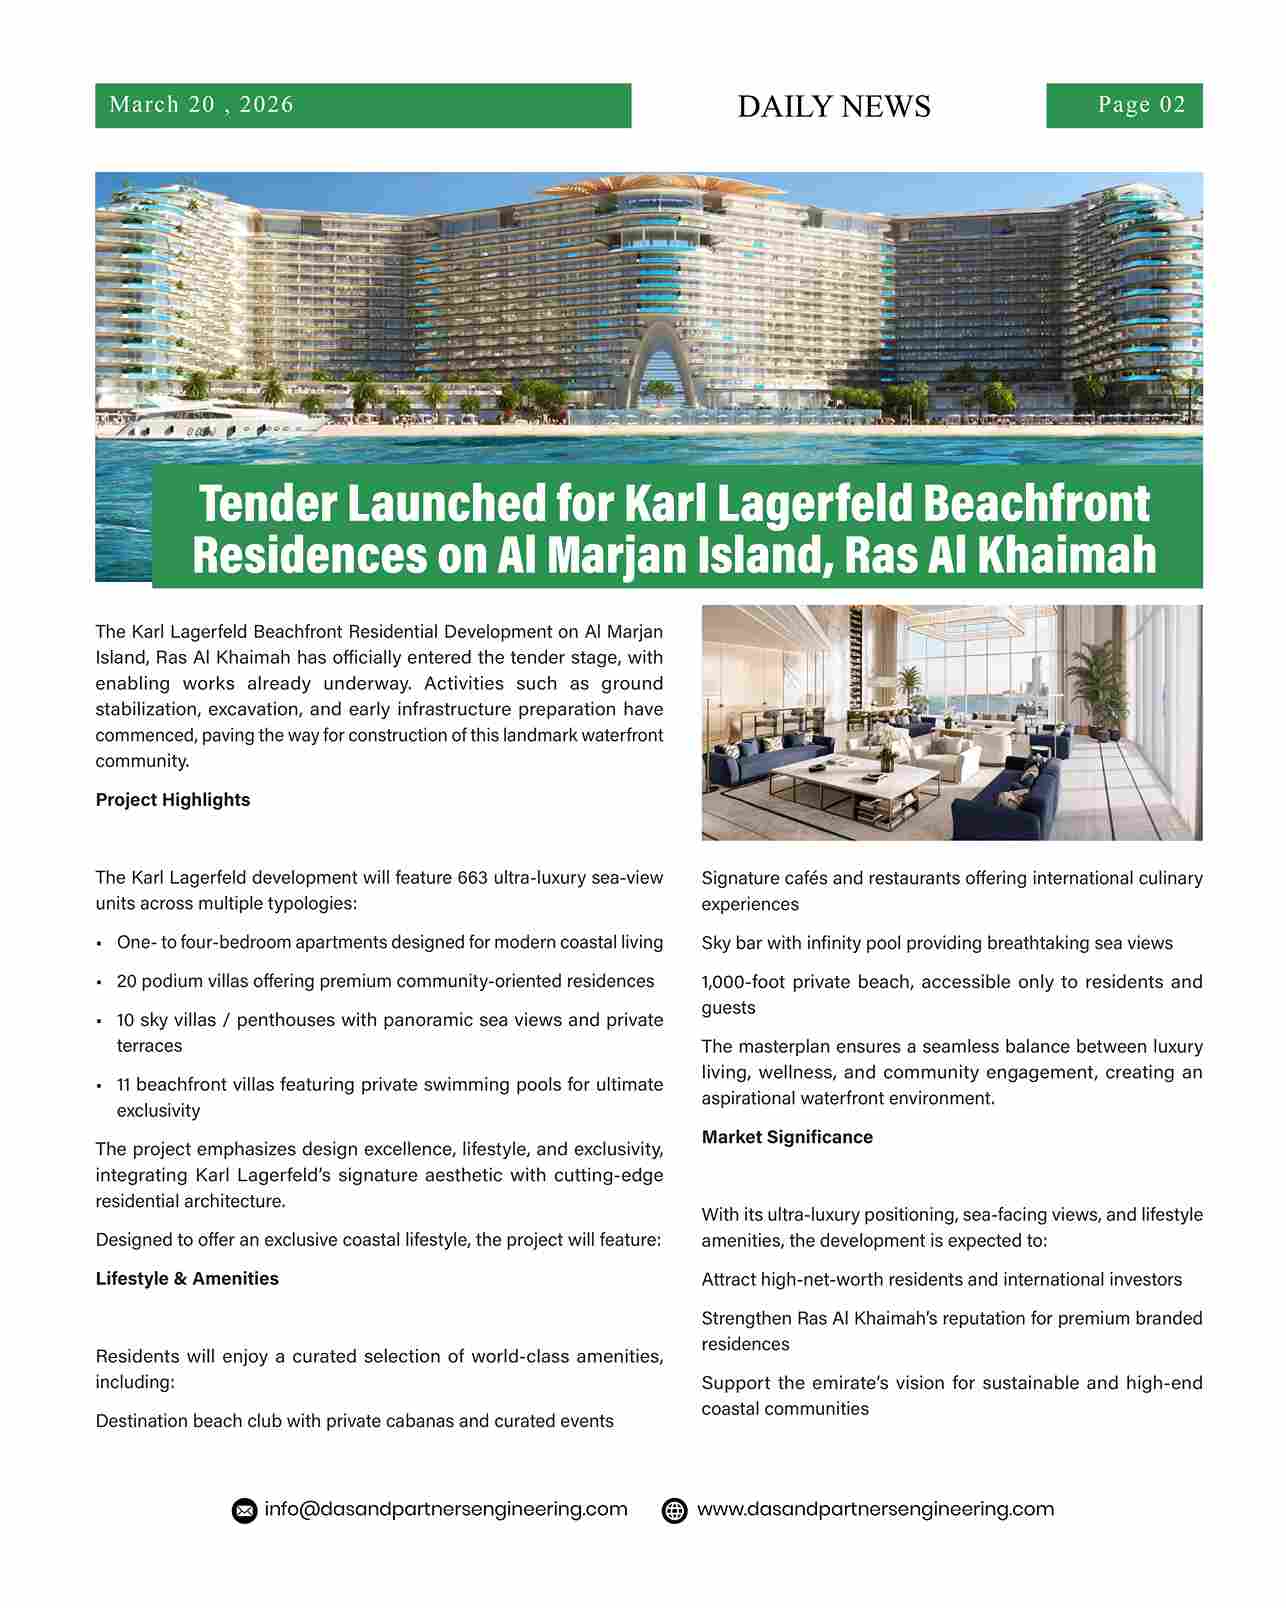 March 20 , 2026
DAILY NEWS
Page 02
Tender Launched for Karl Lagerfeld Beachfront
Residences on Al Marjan Island, Ras Al Khaimah
The Karl Lagerfeld Beachfront Residential Development on Al Marjan
Island, Ras Al Khaimah has officially entered the tender stage, with
enabling works already underway. Activities such as ground
stabilization, excavation, and early infrastructure preparation have
commenced, paving the way for construction of this landmark waterfront
community.
Project Highlights
The Karl Lagerfeld development will feature 663 ultra-luxury sea-view
units across multiple typologies:
• One- to four-bedroom apartments designed for modern coastal living
• 20 podium villas offering premium community-oriented residences
• 10 sky villas / penthouses with panoramic sea views and private
terraces
• 11 beachfront villas featuring private swimming pools for ultimate
exclusivity
The project emphasizes design excellence, lifestyle, and exclusivity,
integrating Karl Lagerfeld’s signature aesthetic with cutting-edge
residential architecture.
Designed to offer an exclusive coastal lifestyle, the project will feature:
Lifestyle & Amenities
Residents will enjoy a curated selection of world-class amenities,
including:
Destination beach club with private cabanas and curated events
Signature cafés and restaurants offering international culinary
experiences
Sky bar with infinity pool providing breathtaking sea views
1,000-foot private beach, accessible only to residents and
guests
The masterplan ensures a seamless balance between luxury
living, wellness, and community engagement, creating an
aspirational waterfront environment.
Market Significance
With its ultra-luxury positioning, sea-facing views, and lifestyle
amenities, the development is expected to:
Attract high-net-worth residents and international investors
Strengthen Ras Al Khaimah’s reputation for premium branded
residences
Support the emirate’s vision for sustainable and high-end
coastal communities
info@dasandpartnersengineering.com
www.dasandpartnersengineering.com